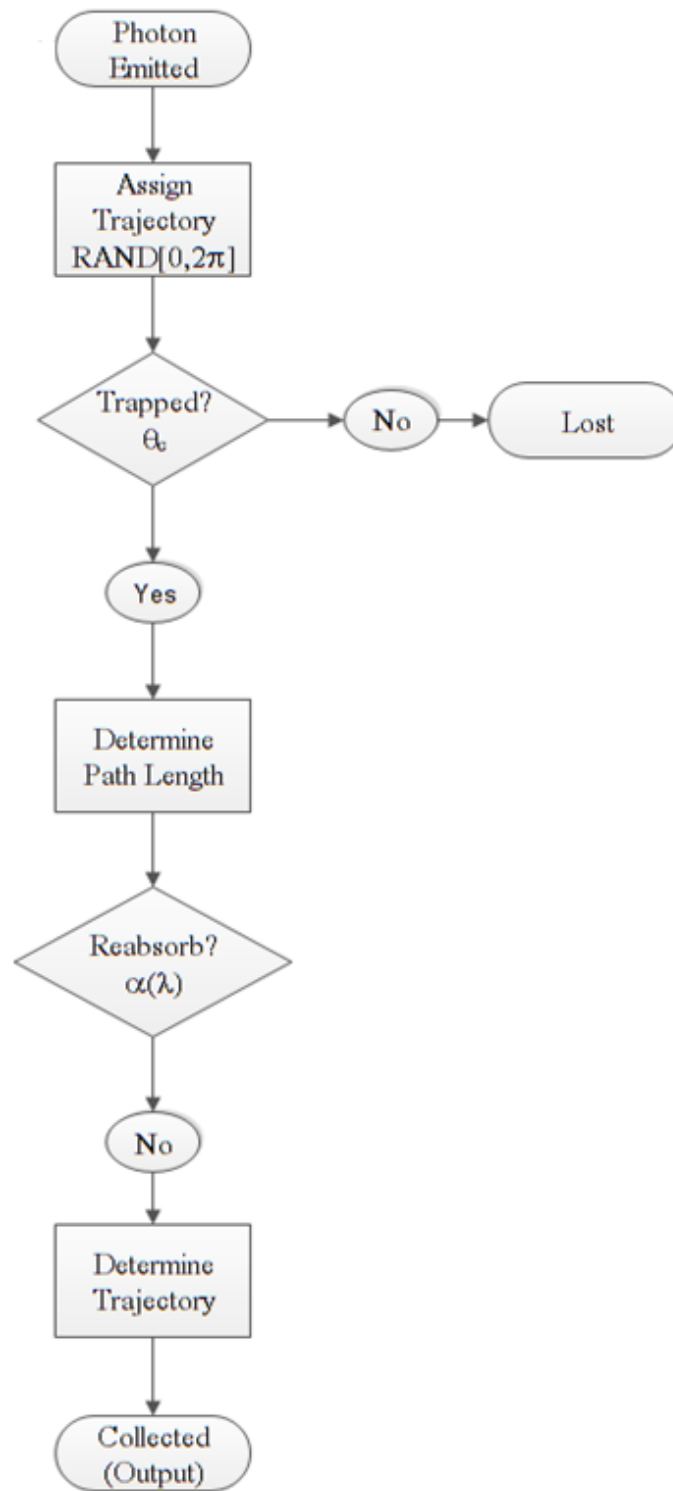 Photon
Emitted
Assign
Trajectory
RAND[0,2π]
Trapped?
θc
No
Lost
Yes
Determine
Path Length
Reabsorb?
α(λ)
No
Determine
Trajectory
Collected
(Output)